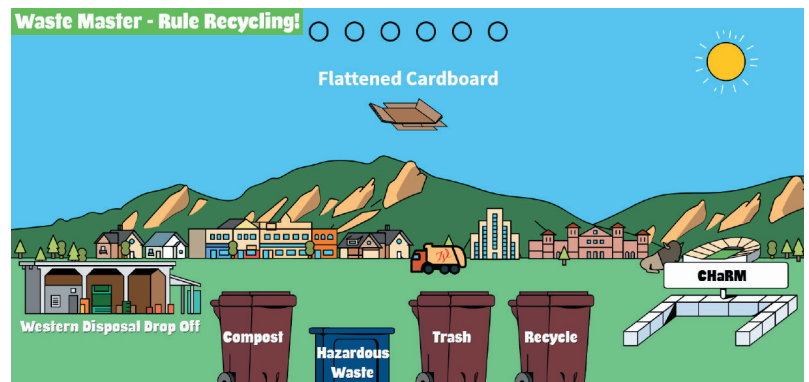 Waste Master - Rule Recycling!
Flattened Cardboard
CHaRM
Western Disposal Drop Off
Compost
Hazardous
Waste
Trash
Recycle